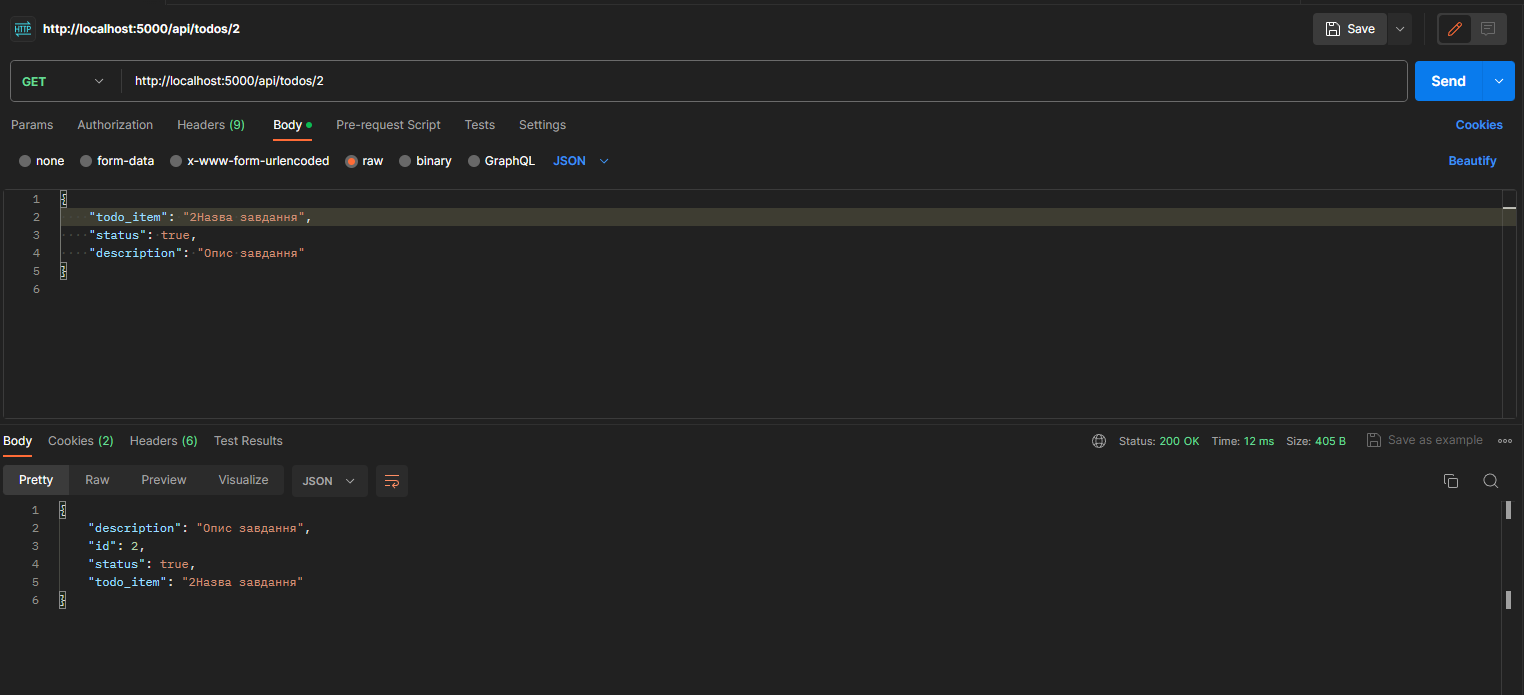 HTTP http://localhost:5000/api/todos/2 Save
GET http://localhost:5000/api/todos/2 Send
Params Authorization Headers (9) Body Pre-request Script Tests Settings Cookies
none form-data x-www-form-urlencoded raw binary GraphQL JSON Beautify
1 {
2 "todo_item": "2Назва завдання",
3 "status": true,
4 "description": "Опис завдання"
5 }
6
Body Cookies (2) Headers (6) Test Results Status: 200 OK Time: 12 ms Size: 405 B Save as example
Pretty Raw Preview Visualize JSON
1 {
2 "description": "Опис завдання",
3 "id": 2,
4 "status": true,
5 "todo_item": "2Назва завдання"
6 }